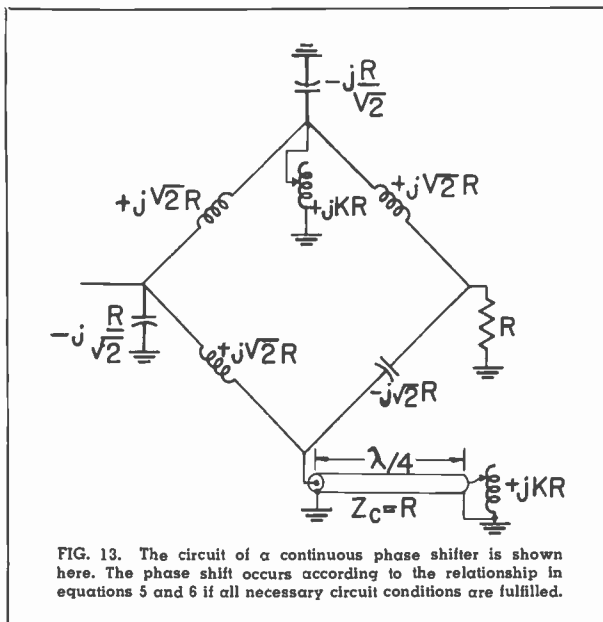 -j R/√2
+j√2R
+jKR
+j√2R
-j R/√2
+j√2R
-j√2R
R
λ/4
Z_C=R
+jKR
FIG. 13. The circuit of a continuous phase shifter is shown
here. The phase shift occurs according to the relationship in
equations 5 and 6 if all necessary circuit conditions are fulfilled.